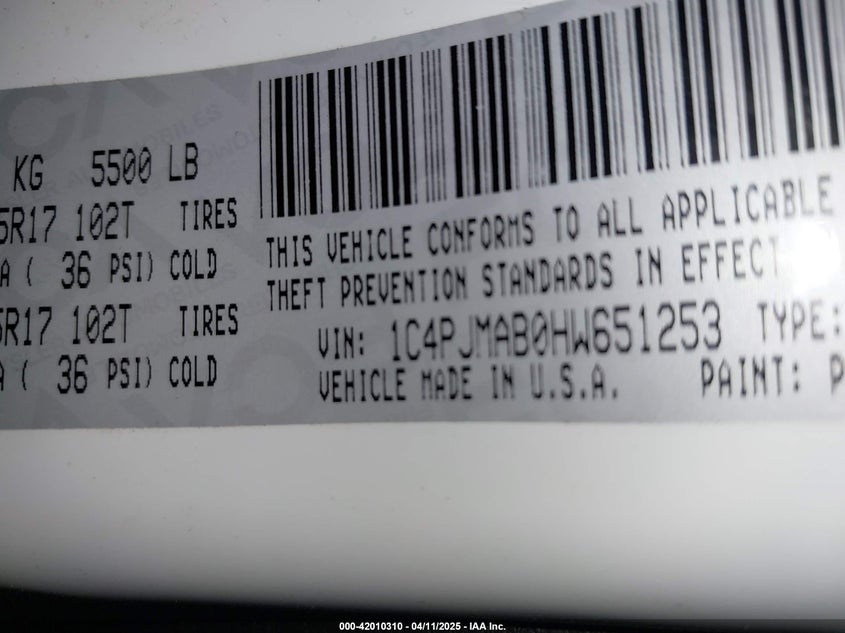 KG 5500 LB
5R17 102T TIRES
A ( 36 PSI) COLD
5R17 102T TIRES
A ( 36 PSI) COLD
THIS VEHICLE CONFORMS TO ALL APPLICABLE
THEFT PREVENTION STANDARDS IN EFFECT
VIN: 1C4PJMAB0HW651253 TYPE:
VEHICLE MADE IN U.S.A. PAINT: P
000-42010310 - 04/11/2025 - IAA Inc.